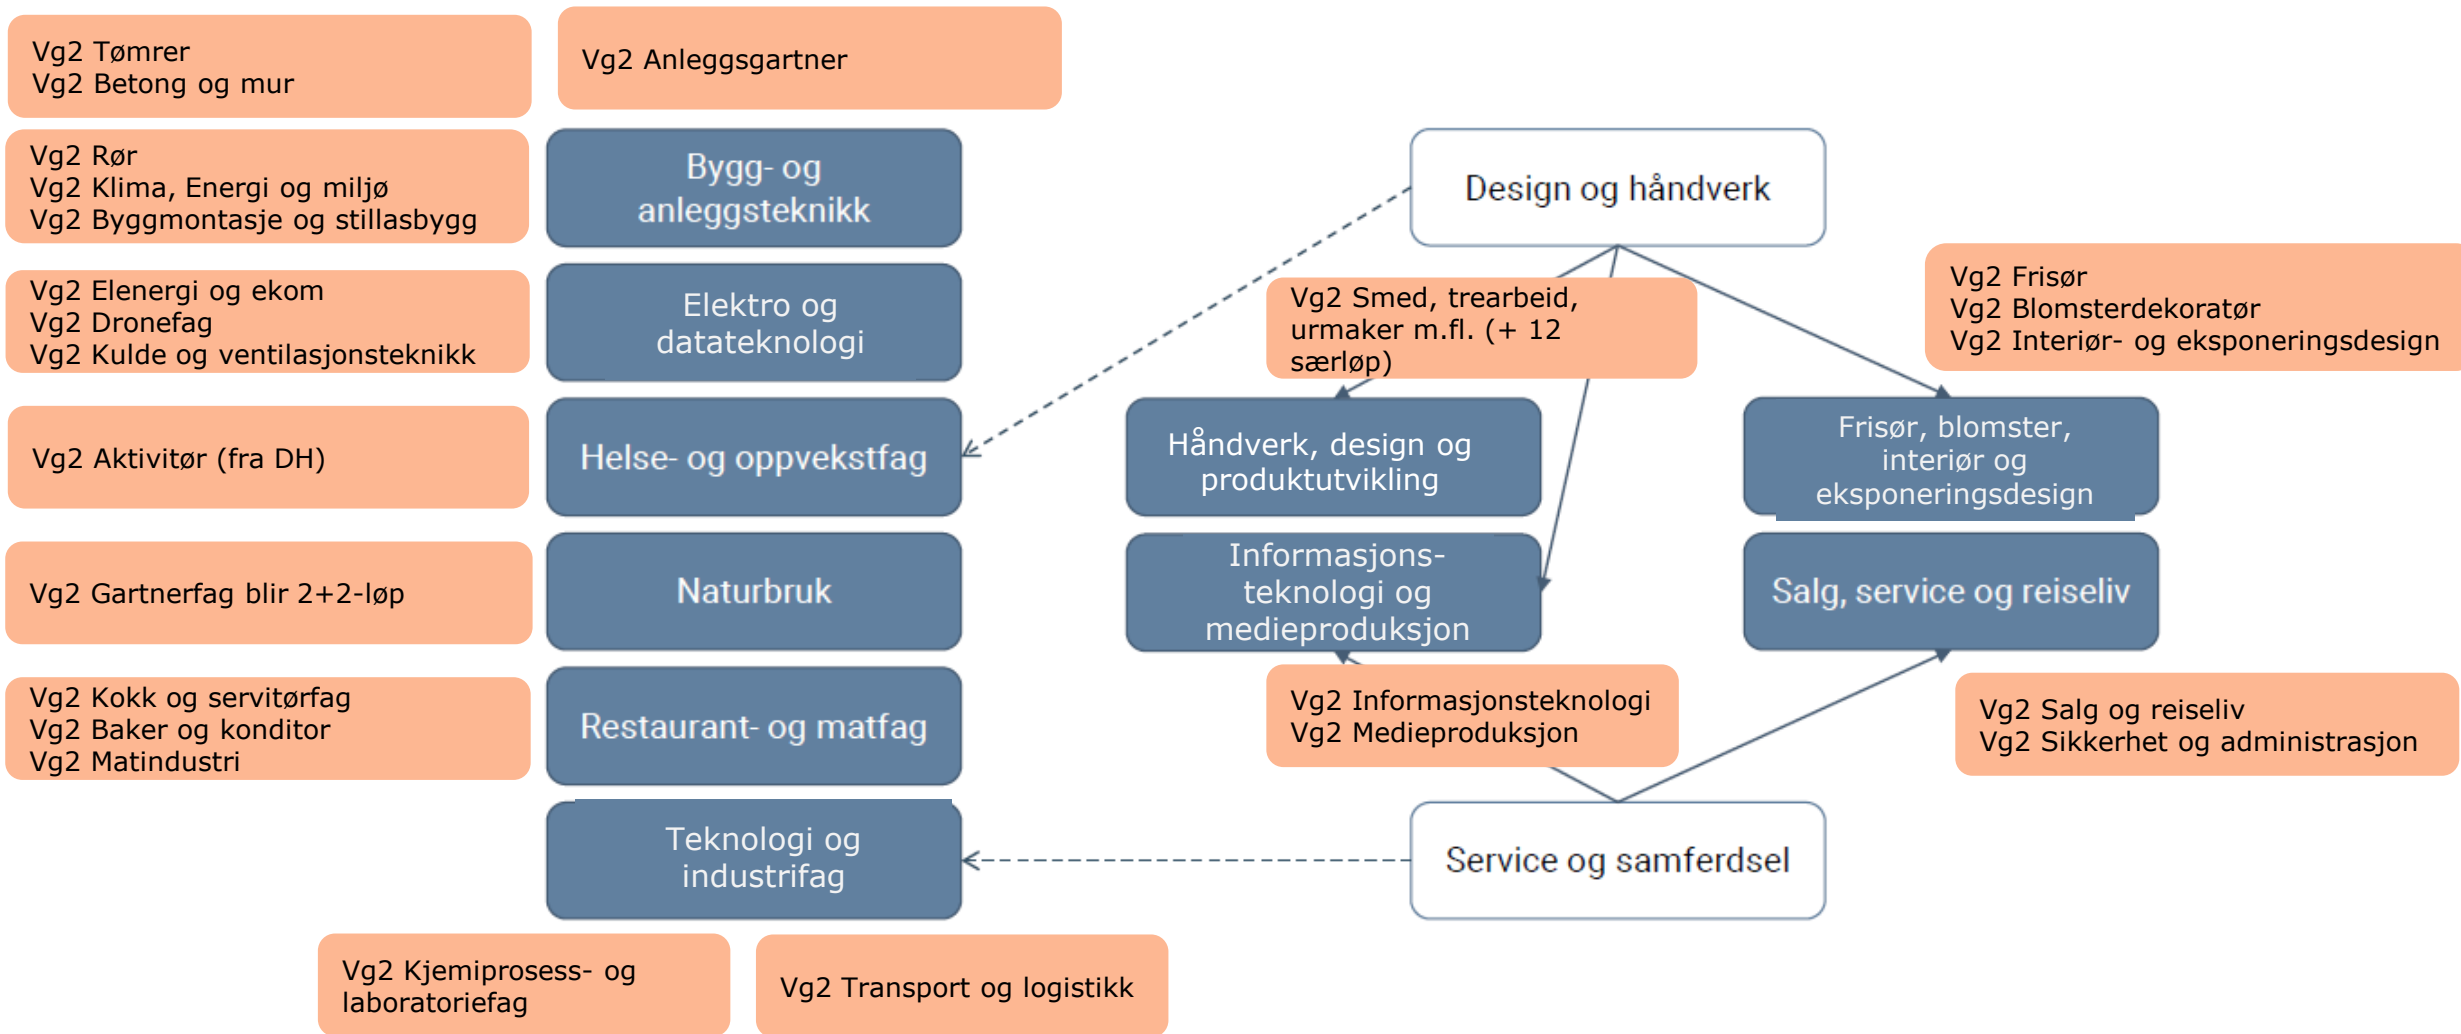 Vg2 Tømrer
Vg2 Betong og mur
Vg2 Anleggsgartner
Vg2 Rør
Vg2 Klima, Energi og miljø
Vg2 Byggmontasje og stillasbygg
Bygg- og
anleggsteknikk
Design og håndverk
Vg2 Elenergi og ekom
Vg2 Dronefag
Vg2 Kulde og ventilasjonsteknikk
Elektro og
datateknologi
Vg2 Smed, trearbeid,
urmaker m.fl. (+ 12
særløp)
Vg2 Frisør
Vg2 Blomsterdekoratør
Vg2 Interiør- og eksponeringsdesign
Vg2 Aktivitør (fra DH)
Helse- og oppvekstfag
Håndverk, design og
produktutvikling
Frisør, blomster,
interiør og
eksponeringsdesign
Vg2 Gartnerfag blir 2+2-løp
Naturbruk
Informasjons-
teknologi og
medieproduksjon
Salg, service og reiseliv
Vg2 Kokk og servitørfag
Vg2 Baker og konditor
Vg2 Matindustri
Restaurant- og matfag
Vg2 Informasjonsteknologi
Vg2 Medieproduksjon
Vg2 Salg og reiseliv
Vg2 Sikkerhet og administrasjon
Teknologi og
industrifag
Service og samferdsel
Vg2 Kjemiprosess- og
laboratoriefag
Vg2 Transport og logistikk